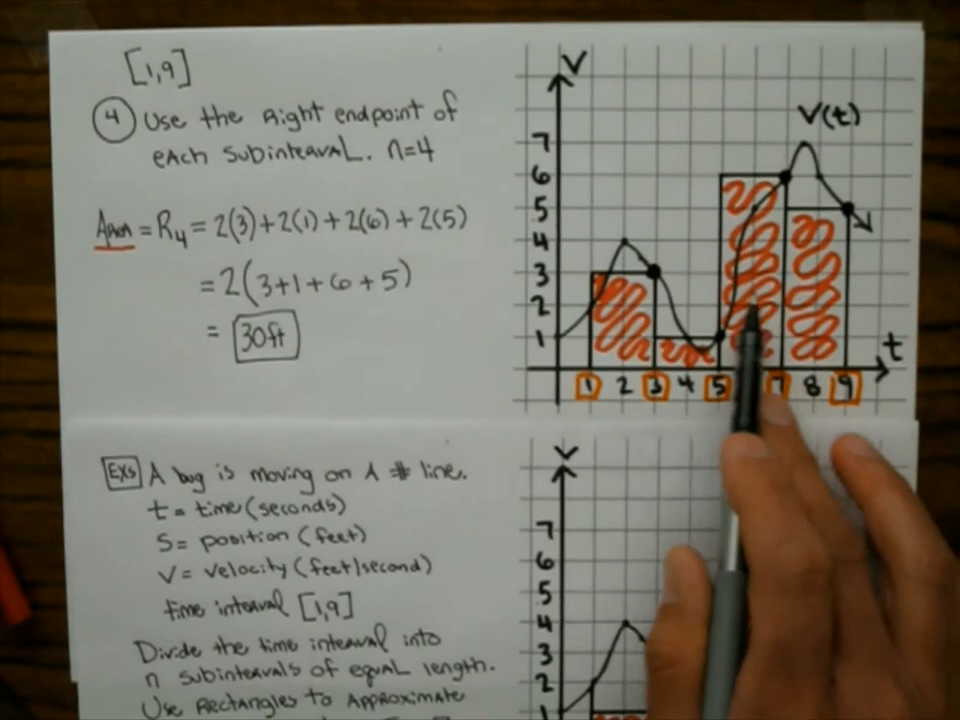 [1,9]
4 Use the Right endpoint of
each subinterval. n=4
Area = R4 = 2(3)+2(1)+2(6)+2(5)
= 2(3+1+6+5)
= 30ft
V
V(t)
7
6
5
4
3
2
1
t
1 2 3 4 5 7 8 9
Exs A bug is moving on A # line.
t = time (seconds)
s = position (feet)
V = velocity (feet/second)
time interval [1,9]
Divide the time interval into
n subintervals of equal length.
Use Rectangles to Approximate
V
7
6
5
4
3
2
1